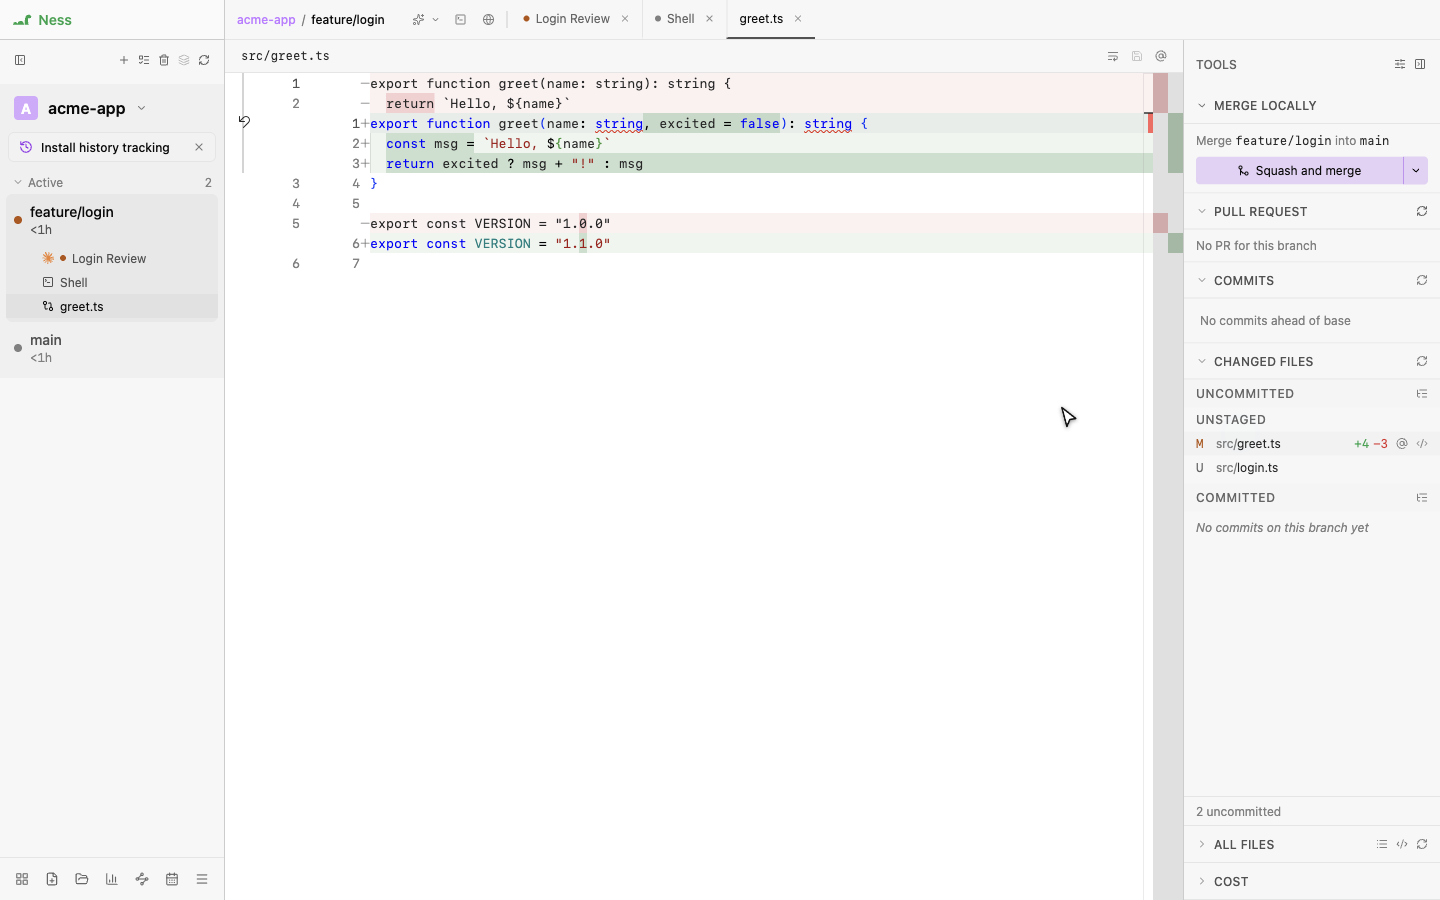 Ness
acme-app / feature/login
Login Review
Shell
greet.ts
A acme-app
Install history tracking
Active 2
feature/login
<1h
Login Review
Shell
greet.ts
main
<1h
src/greet.ts
1 −export function greet(name: string): string {
2 −  return `Hello, ${name}`
1+export function greet(name: string, excited = false): string {
2+  const msg = `Hello, ${name}`
3+  return excited ? msg + "!" : msg
3 4 }
4 5
5 −export const VERSION = "1.0.0"
6+export const VERSION = "1.1.0"
6 7
TOOLS
MERGE LOCALLY
Merge feature/login into main
Squash and merge
PULL REQUEST
No PR for this branch
COMMITS
No commits ahead of base
CHANGED FILES
UNCOMMITTED
UNSTAGED
M src/greet.ts +4 −3
U src/login.ts
COMMITTED
No commits on this branch yet
2 uncommitted
ALL FILES
COST